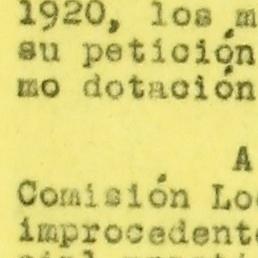 1920, los m
su petición
mo dotación
A
Comisión Lo
improcedent